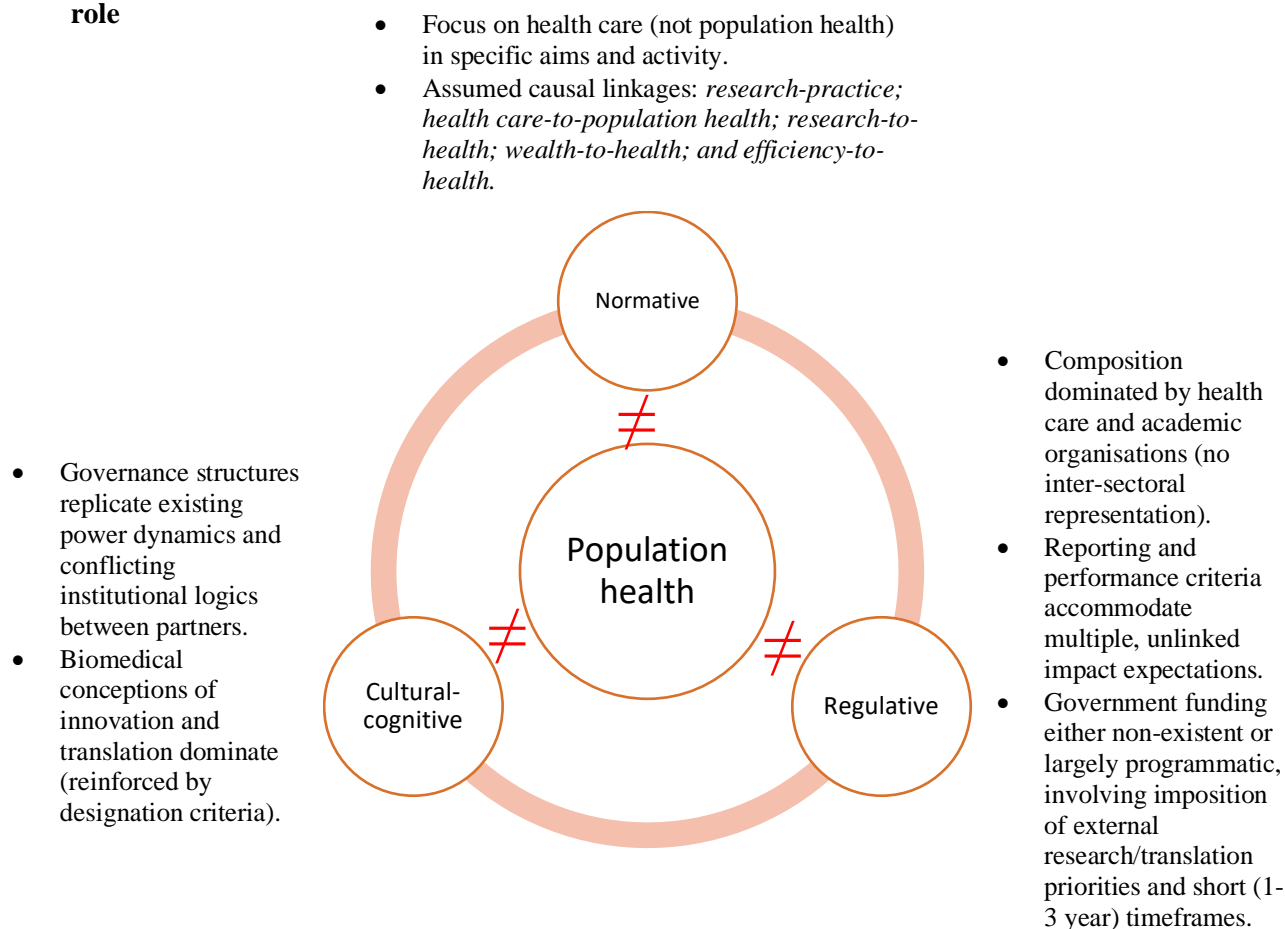 role
• Focus on health care (not population health)
in specific aims and activity.
• Assumed causal linkages: research-practice;
health care-to-population health; research-to-
health; wealth-to-health; and efficiency-to-
health.
Normative
≠
Population
health
≠
≠
Cultural-
cognitive
Regulative
• Governance structures
replicate existing
power dynamics and
conflicting
institutional logics
between partners.
• Biomedical
conceptions of
innovation and
translation dominate
(reinforced by
designation criteria).
• Composition
dominated by health
care and academic
organisations (no
inter-sectoral
representation).
• Reporting and
performance criteria
accommodate
multiple, unlinked
impact expectations.
• Government funding
either non-existent or
largely programmatic,
involving imposition
of external
research/translation
priorities and short (1-
3 year) timeframes.